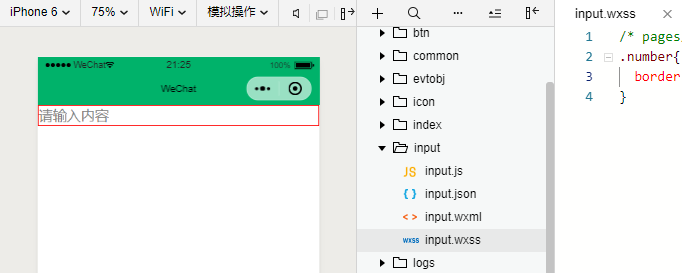 iPhone 6 75% WiFi 模拟操作
input.wxss
WeChat 21:25 100%
WeChat
请输入内容
btn
common
evtobj
icon
index
input
JS input.js
{ } input.json
< > input.wxml
wxss input.wxss
logs
1 /* pages
2 .number{
3 border
4 }